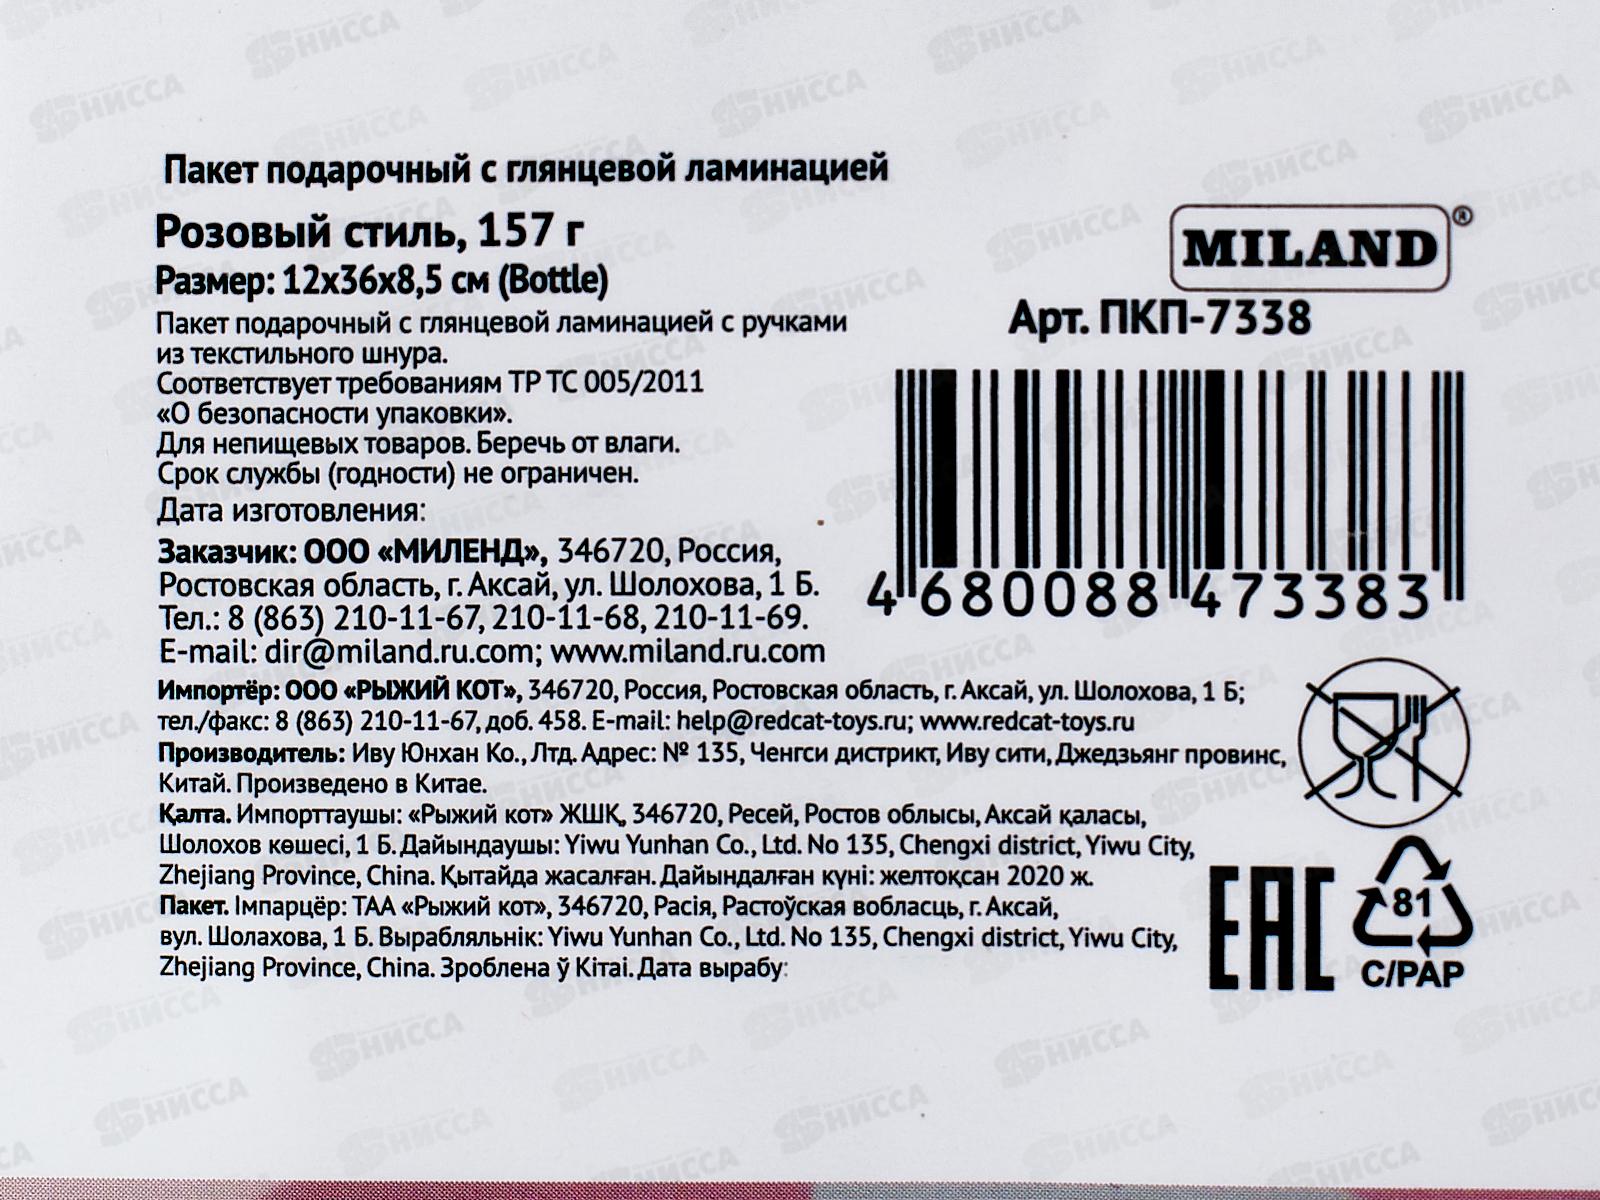 Пакет подарочный с глянцевой ламинацией
Розовый стиль, 157 г
Размер: 12х36х8,5 см (Bottle)
Пакет подарочный с глянцевой ламинацией с ручками
из текстильного шнура.
Соответствует требованиям ТР ТС 005/2011
«О безопасности упаковки».
Для непищевых товаров. Беречь от влаги.
Срок службы (годности) не ограничен.
Дата изготовления:
Заказчик: ООО «МИЛЕНД», 346720, Россия,
Ростовская область, г. Аксай, ул. Шолохова, 1 Б.
Тел.: 8 (863) 210-11-67, 210-11-68, 210-11-69.
E-mail: dir@miland.ru.com; www.miland.ru.com
Импортёр: ООО «РЫЖИЙ КОТ», 346720, Россия, Ростовская область, г. Аксай, ул. Шолохова, 1 Б;
тел./факс: 8 (863) 210-11-67, доб. 458. E-mail: help@redcat-toys.ru; www.redcat-toys.ru
Производитель: Иву Юнхан Ко., Лтд. Адрес: № 135, Ченгси дистрикт, Иву сити, Джедзьянг провинс,
Китай. Произведено в Китае.
Қалта. Импорттаушы: «Рыжий кот» ЖШҚ, 346720, Ресей, Ростов облысы, Аксай қаласы,
Шолохов көшесі, 1 Б. Дайындаушы: Yiwu Yunhan Co., Ltd. No 135, Chengxi district, Yiwu City,
Zhejiang Province, China. Қытайда жасалған. Дайындалған күні: желтоқсан 2020 ж.
Пакет. Імпарцёр: ТАА «Рыжий кот», 346720, Расія, Растоўская вобласць, г. Аксай,
вул. Шолахова, 1 Б. Вырабляльнік: Yiwu Yunhan Co., Ltd. No 135, Chengxi district, Yiwu City,
Zhejiang Province, China. Зроблена ў Кітаі. Дата вырабу:
MILAND®
Арт. ПКП-7338
4 680088 473383
EAC
81
C/PAP
НИССА